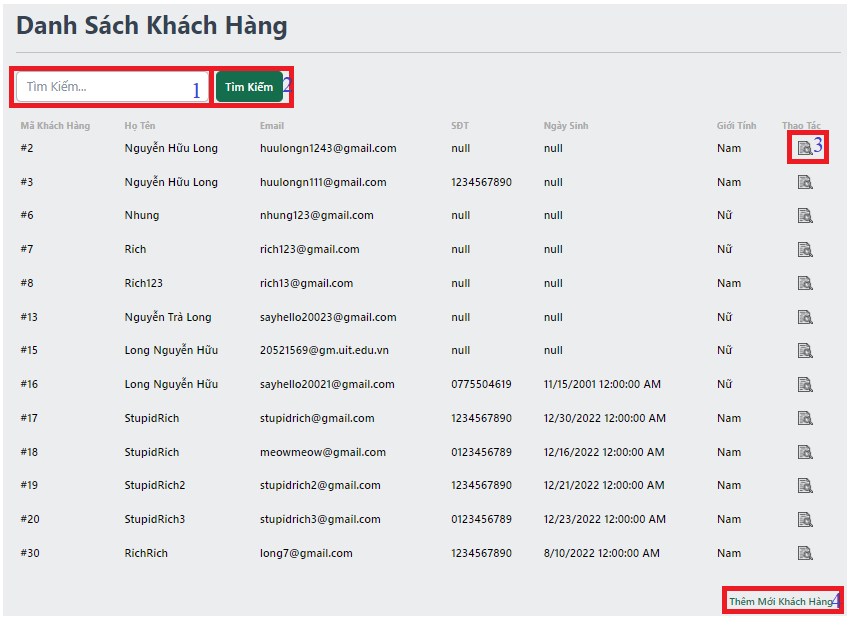 Danh Sách Khách Hàng
Tìm Kiếm... 1 Tìm Kiếm 2
Mã Khách Hàng Họ Tên Email SĐT Ngày Sinh Giới Tính Thao Tác
#2 Nguyễn Hữu Long huulongn1243@gmail.com null null Nam 3
#3 Nguyễn Hữu Long huulongn111@gmail.com 1234567890 null Nam
#6 Nhung nhung123@gmail.com null null Nữ
#7 Rich rich123@gmail.com null null Nữ
#8 Rich123 rich13@gmail.com null null Nam
#13 Nguyễn Trà Long sayhello20023@gmail.com null null Nữ
#15 Long Nguyễn Hữu 20521569@gm.uit.edu.vn null null Nữ
#16 Long Nguyễn Hữu sayhello20021@gmail.com 0775504619 11/15/2001 12:00:00 AM Nữ
#17 StupidRich stupidrich@gmail.com 1234567890 12/30/2022 12:00:00 AM Nam
#18 StupidRich meowmeow@gmail.com 0123456789 12/16/2022 12:00:00 AM Nam
#19 StupidRich2 stupidrich2@gmail.com 1234567890 12/21/2022 12:00:00 AM Nam
#20 StupidRich3 stupidrich3@gmail.com 0123456789 12/23/2022 12:00:00 AM Nam
#30 RichRich long7@gmail.com 1234567890 8/10/2022 12:00:00 AM Nam
Thêm Mới Khách Hàng 4